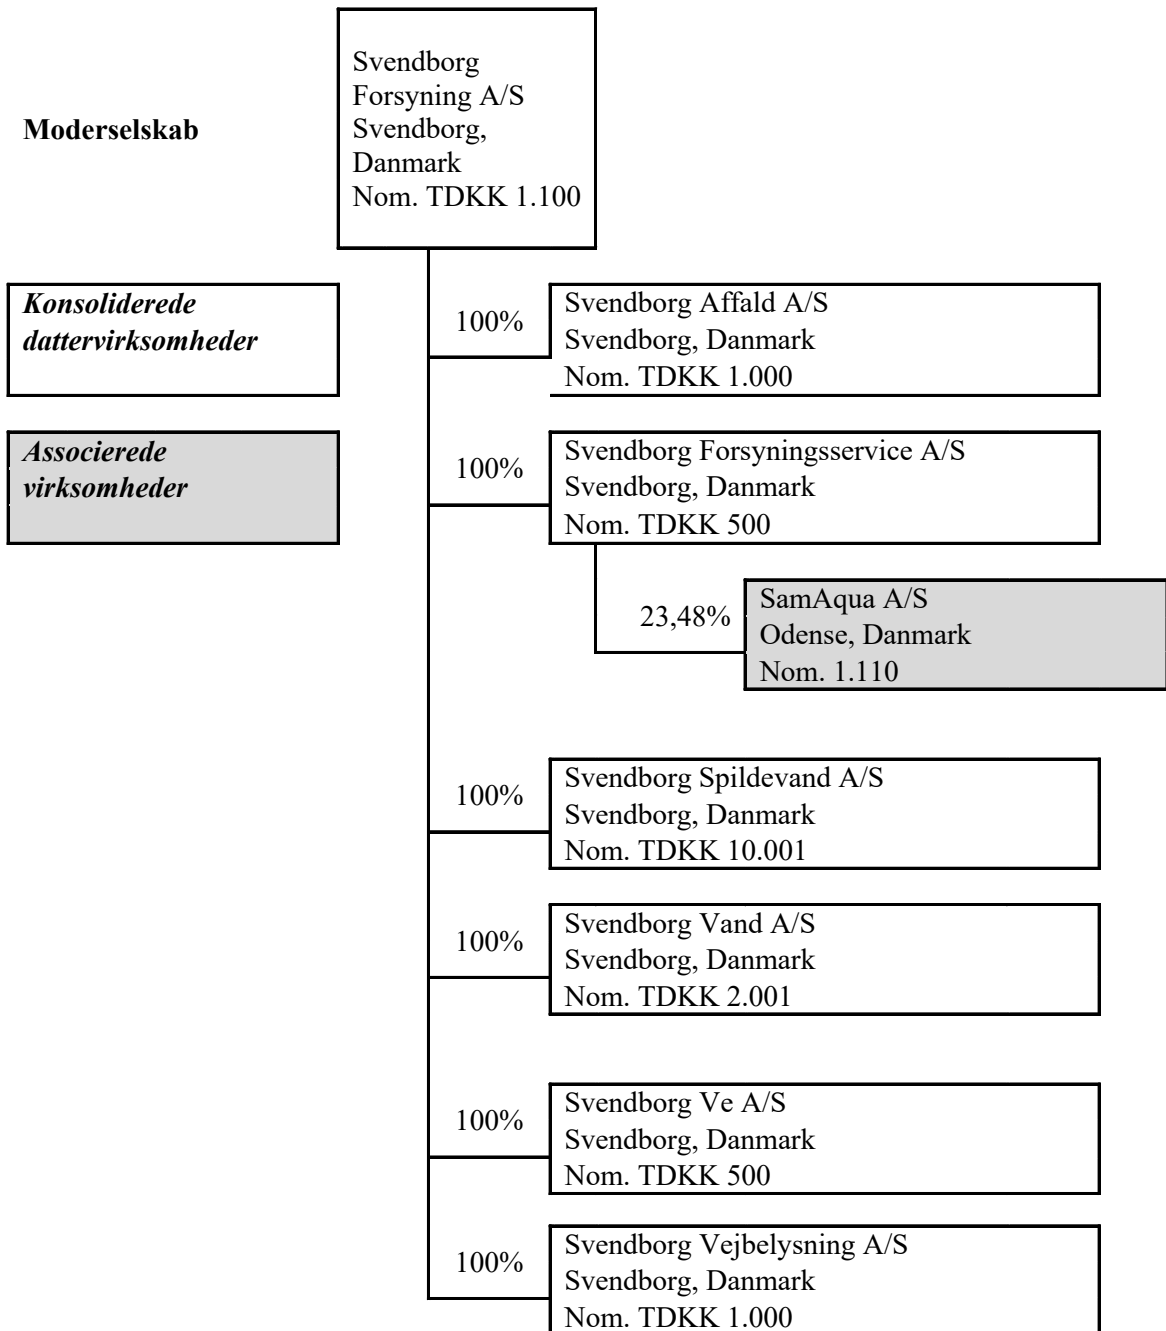 Moderselskab
Svendborg
Forsyning A/S
Svendborg,
Danmark
Nom. TDKK 1.100
Konsoliderede
dattervirksomheder
100%
Svendborg Affald A/S
Svendborg, Danmark
Nom. TDKK 1.000
Associerede
virksomheder
100%
Svendborg Forsyningsservice A/S
Svendborg, Danmark
Nom. TDKK 500
23,48%
SamAqua A/S
Odense, Danmark
Nom. 1.110
100%
Svendborg Spildevand A/S
Svendborg, Danmark
Nom. TDKK 10.001
100%
Svendborg Vand A/S
Svendborg, Danmark
Nom. TDKK 2.001
100%
Svendborg Ve A/S
Svendborg, Danmark
Nom. TDKK 500
100%
Svendborg Vejbelysning A/S
Svendborg, Danmark
Nom. TDKK 1.000